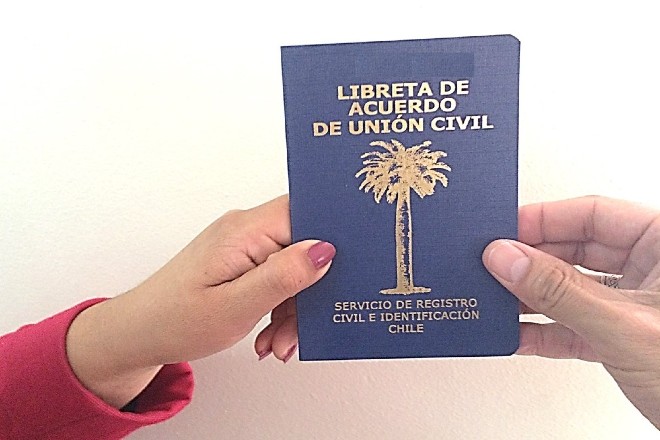 LIBRETA DE
ACUERDO
DE UNIÓN CIVIL
SERVICIO DE REGISTRO
CIVIL E IDENTIFICACIÓN
CHILE